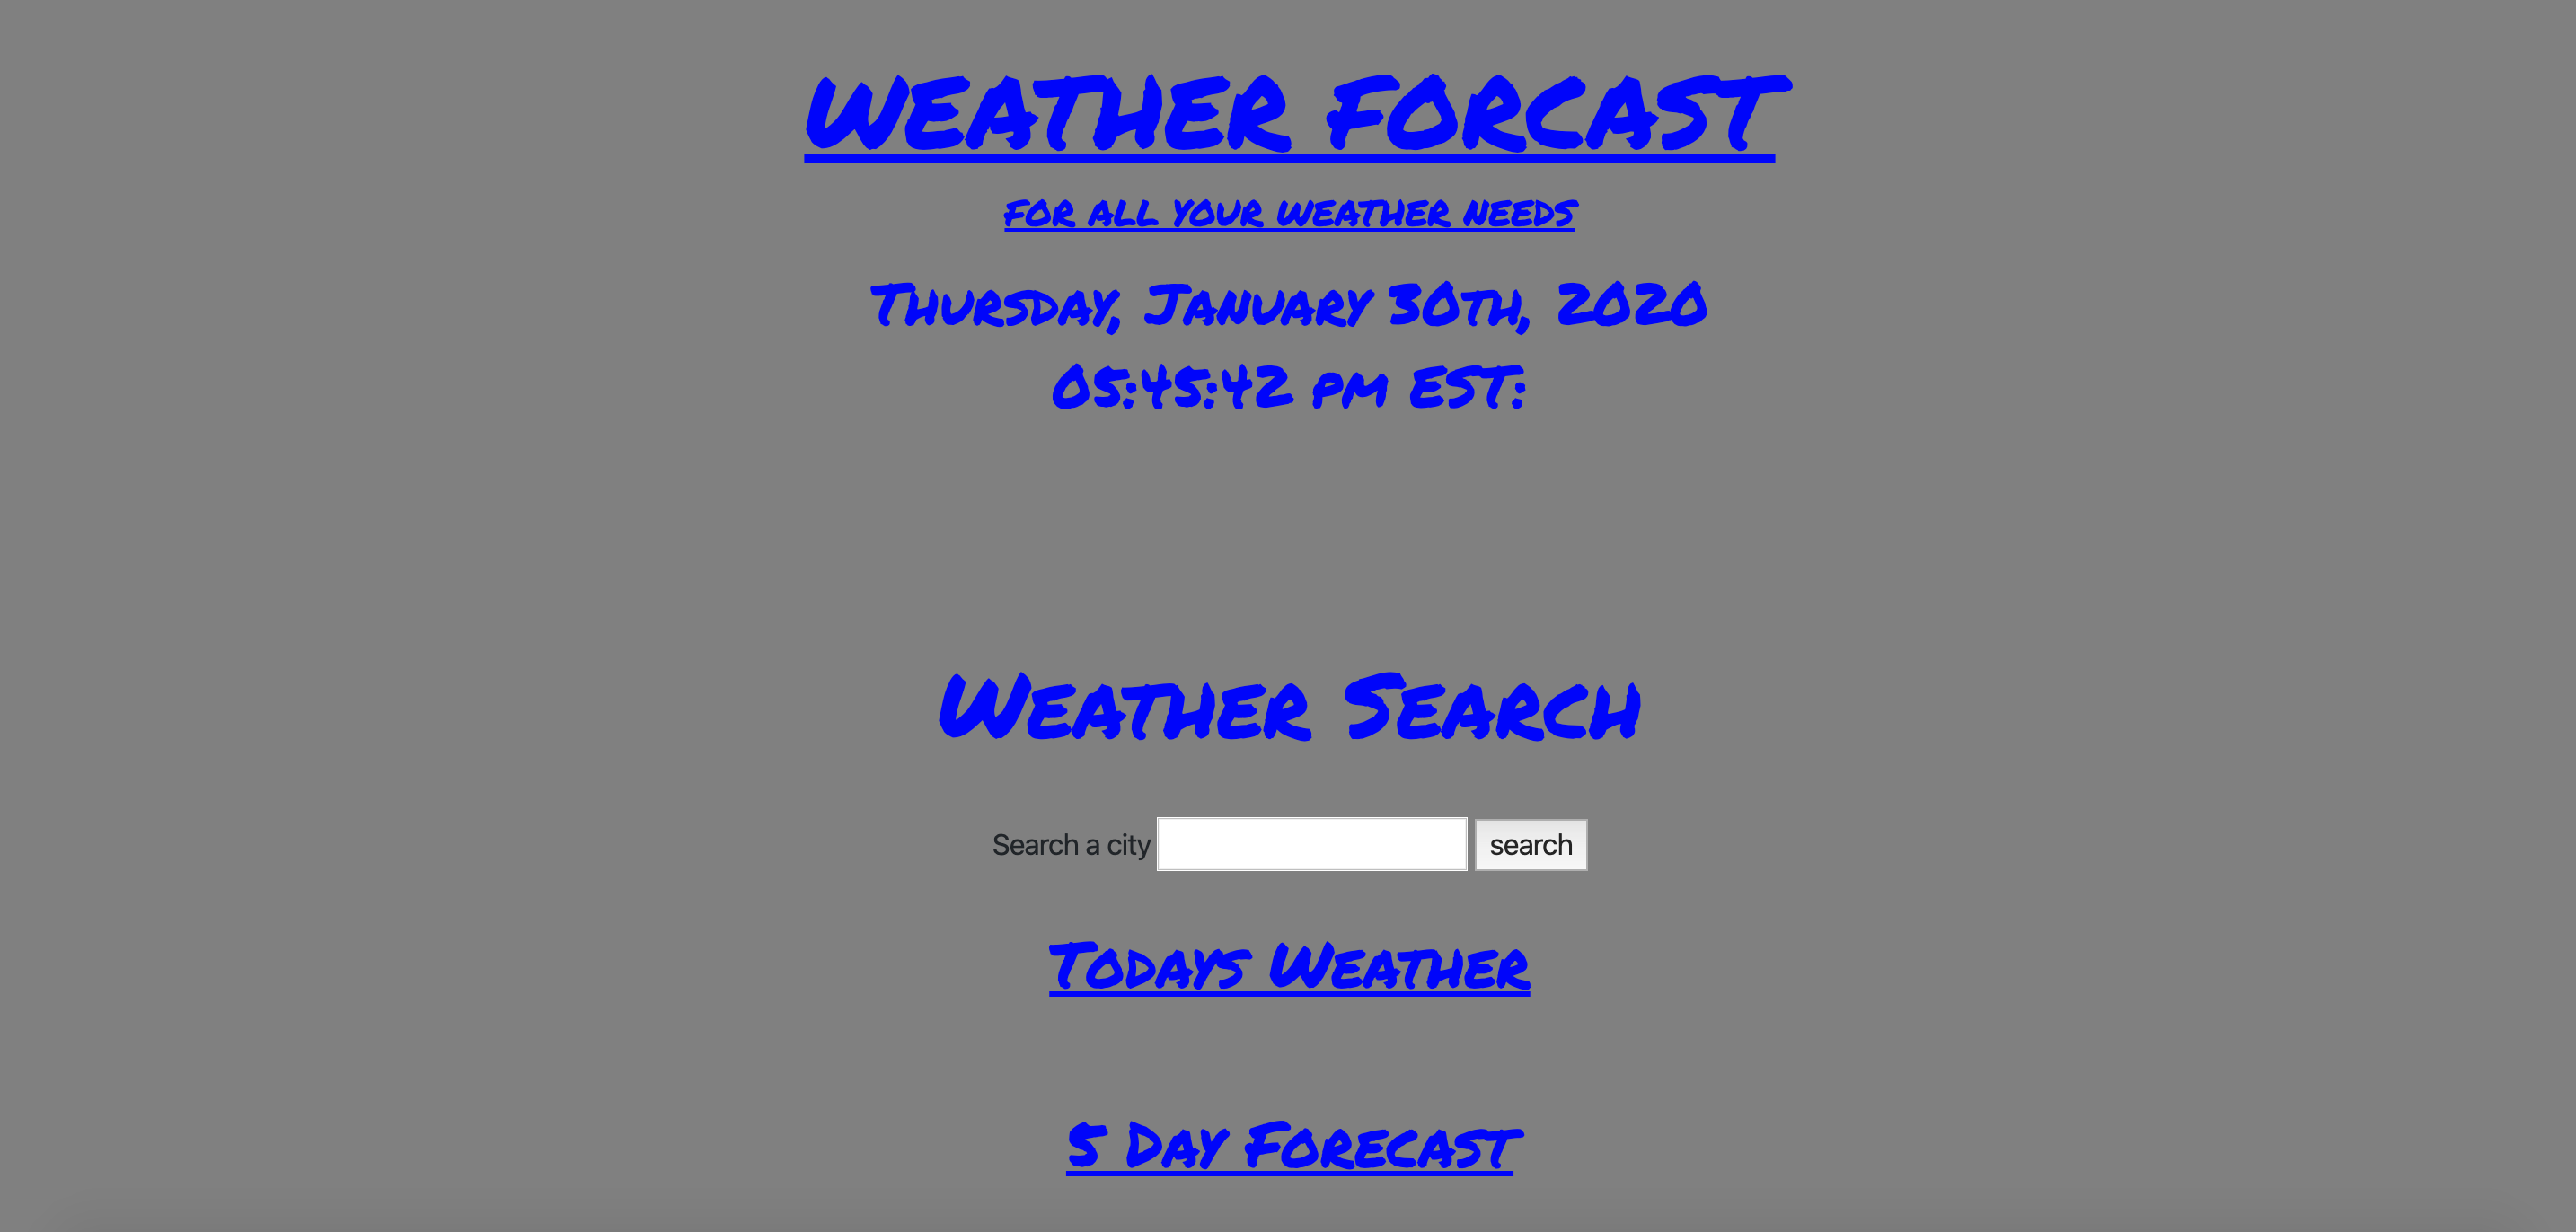 WEATHER FORCAST
For all your weather needs
Thursday, January 30th, 2020
05:45:42 pm EST:
Weather Search
Search a city search
Todays Weather
5 Day Forecast